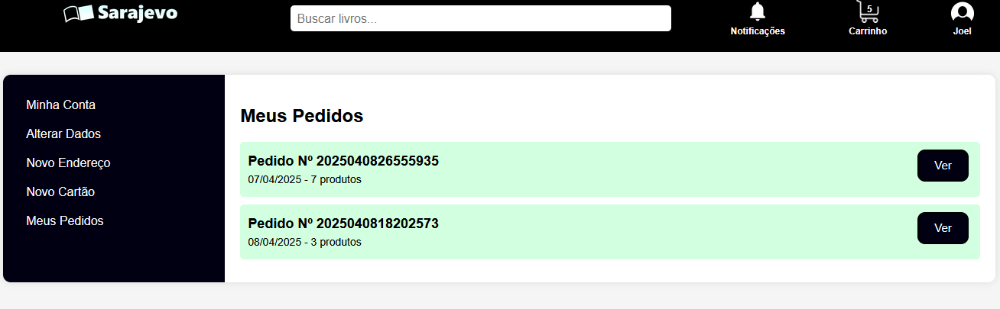 Sarajevo
Buscar livros...
Notificações
5
Carrinho
Joel
Minha Conta
Alterar Dados
Novo Endereço
Novo Cartão
Meus Pedidos
Meus Pedidos
Pedido Nº 2025040826555935
07/04/2025 - 7 produtos
Ver
Pedido Nº 2025040818202573
08/04/2025 - 3 produtos
Ver